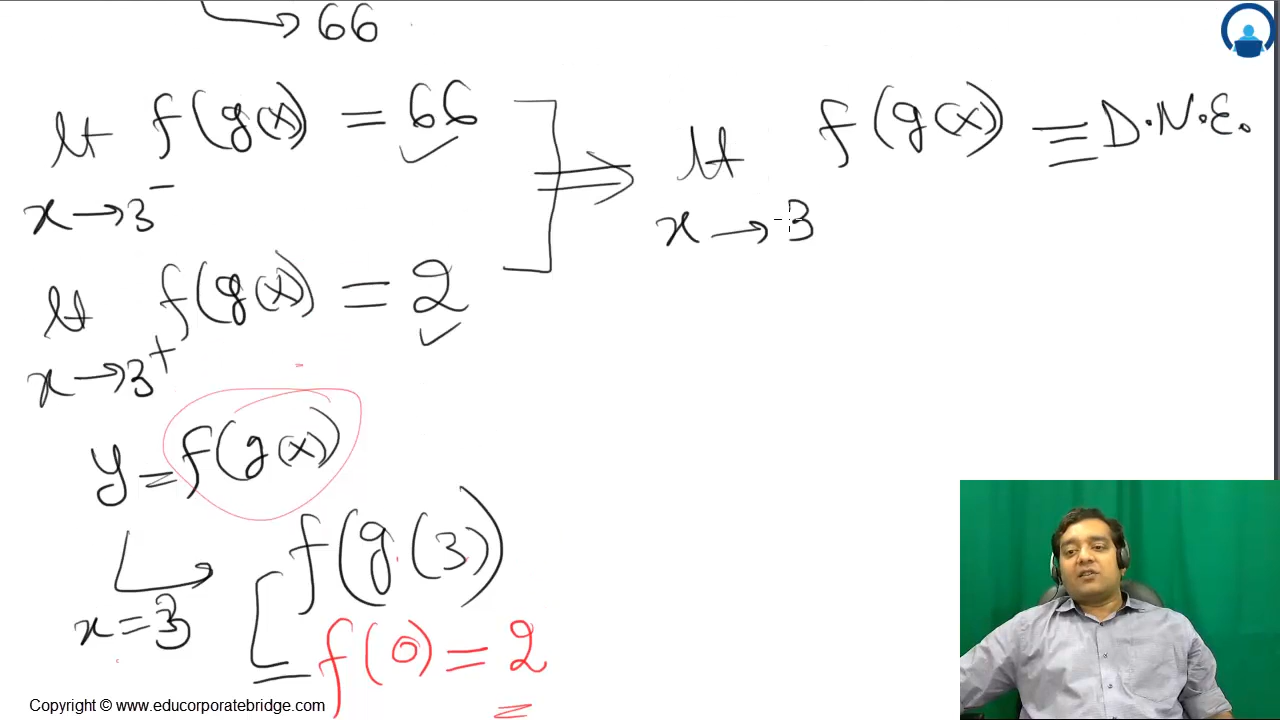 → 66
lt f(g(x)) = 66
x → 3⁻
lt f(g(x)) = 2
x → 3⁺
⇒ lt f(g(x)) = D.N.E.
x → 3
y = f(g(x))
x = 3 → f(g(3))
f(0) = 2
Copyright © www.educorporatebridge.com